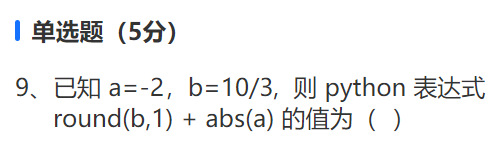 单选题（5分）
9、已知 a=-2，b=10/3，则 python 表达式
round(b,1) + abs(a) 的值为（  ）